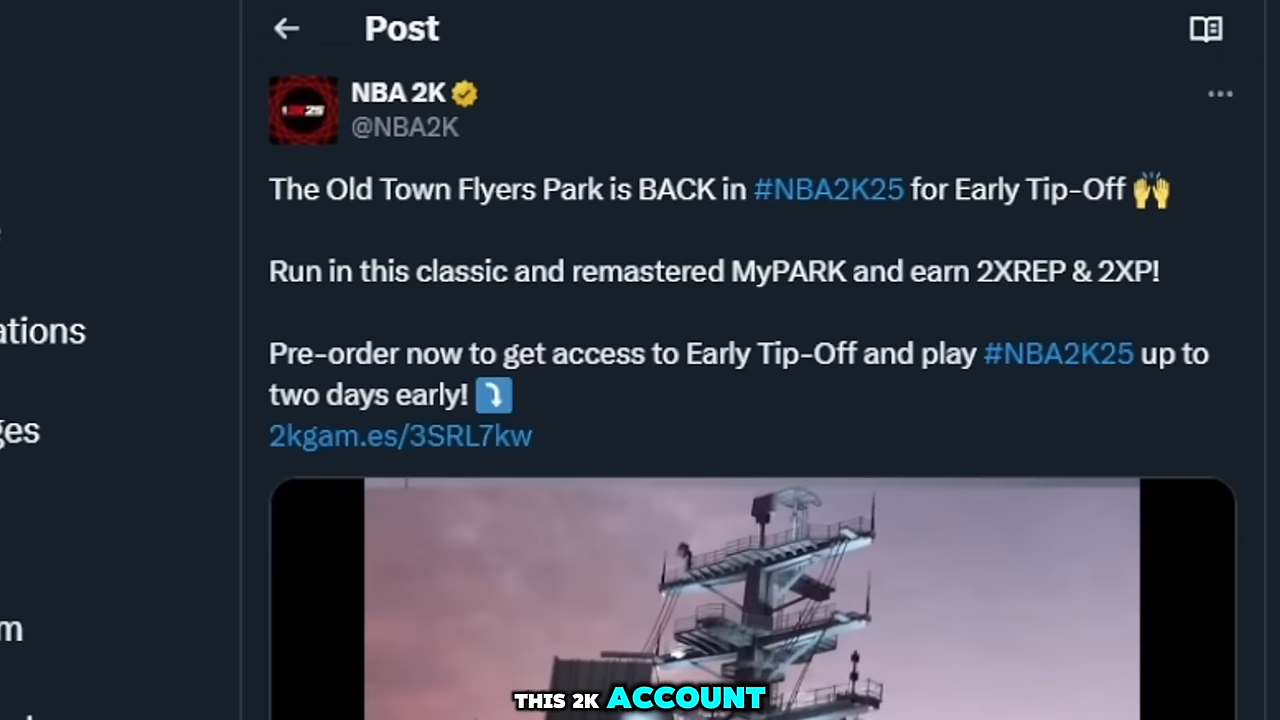 Post
NBA 2K
@NBA2K
The Old Town Flyers Park is BACK in #NBA2K25 for Early Tip-Off 🙌
Run in this classic and remastered MyPARK and earn 2XREP & 2XP!
ations
Pre-order now to get access to Early Tip-Off and play #NBA2K25 up to
two days early! ⤵️
ges
2kgam.es/3SRL7kw
m
THIS 2K ACCOUNT